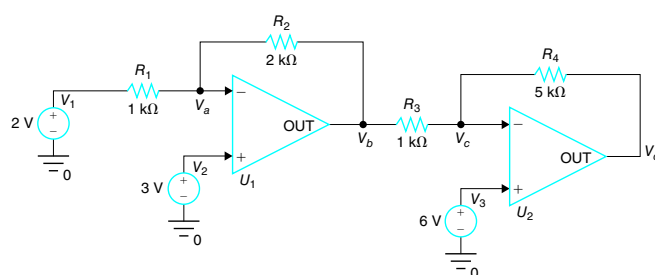 R2
2 kΩ
R4
5 kΩ
R1
1 kΩ
V1
Va
−
OUT
Vb
R3
1 kΩ
Vc
−
OUT
2 V
+
−
0
V2
+
U1
3 V
+
−
0
V3
+
U2
6 V
+
−
0